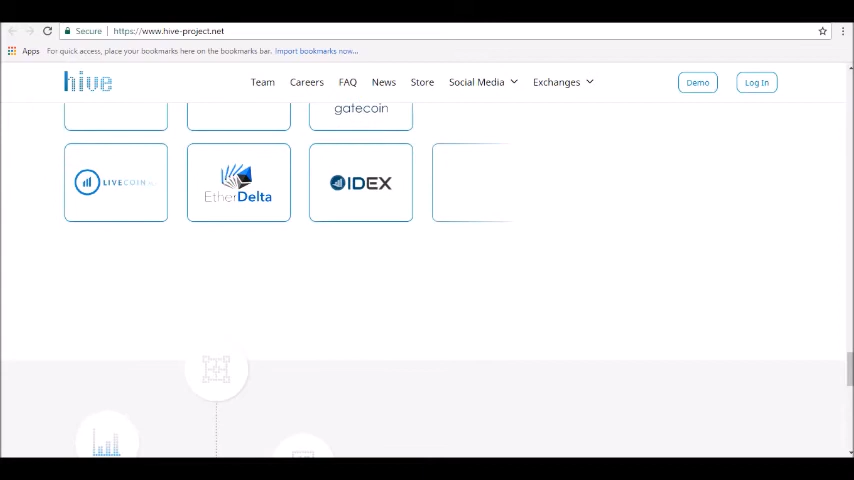 Secure https://www.hive-project.net
Apps For quick access, place your bookmarks here on the bookmarks bar. Import bookmarks now...
hive Team Careers FAQ News Store Social Media Exchanges Demo Log In
gatecoin
LIVECOIN
EtherDelta
IDEX